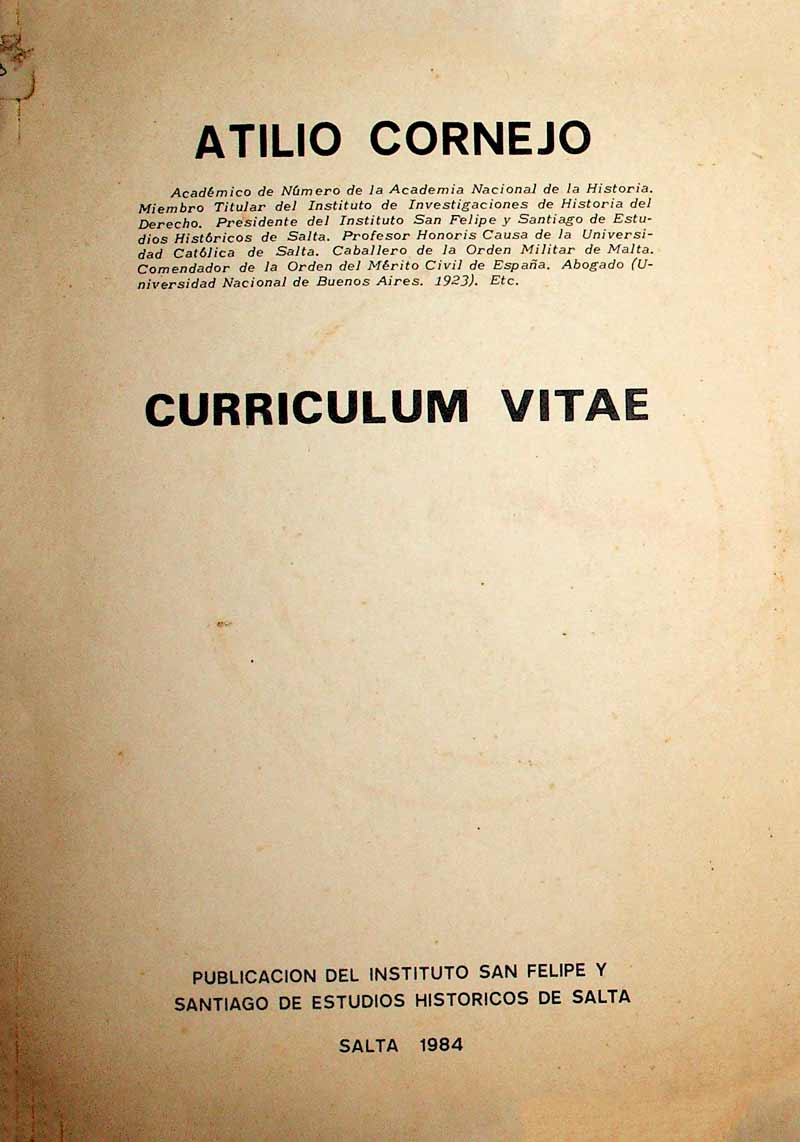 ATILIO CORNEJO
Académico de Número de la Academia Nacional de la Historia.
Miembro Titular del Instituto de Investigaciones de Historia del
Derecho. Presidente del Instituto San Felipe y Santiago de Estu-
dios Históricos de Salta. Profesor Honoris Causa de la Universi-
dad Católica de Salta. Caballero de la Orden Militar de Malta.
Comendador de la Orden del Mérito Civil de España. Abogado (U-
niversidad Nacional de Buenos Aires. 1923). Etc.
CURRICULUM VITAE
PUBLICACION DEL INSTITUTO SAN FELIPE Y
SANTIAGO DE ESTUDIOS HISTORICOS DE SALTA
SALTA 1984